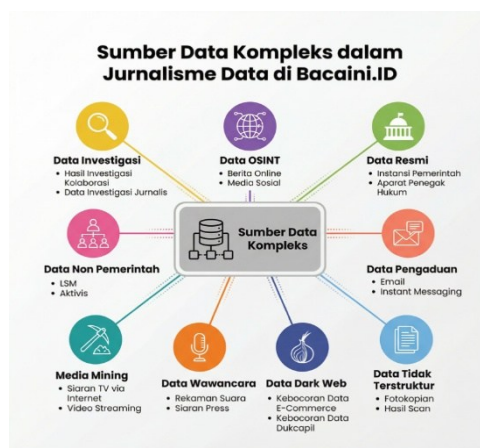 Sumber Data Kompleks dalam
Jurnalisme Data di Bacaini.ID
Data Investigasi
• Hasil Investigasi
Kolaborasi
• Data Investigasi Jurnalis
Data OSINT
• Berita Online
• Media Sosial
Data Resmi
• Instansi Pemerintah
• Aparat Penegak
Hukum
Data Non Pemerintah
• LSM
• Aktivis
Sumber Data
Kompleks
Data Pengaduan
• Email
• Instant Messaging
Media Mining
• Siaran TV via
Internet
• Video Streaming
Data Wawancara
• Rekaman Suara
• Siaran Press
Data Dark Web
• Kebocoran Data
E-Commerce
• Kebocoran Data
Dukcapil
Data Tidak
Terstruktur
• Fotokopian
• Hasil Scan